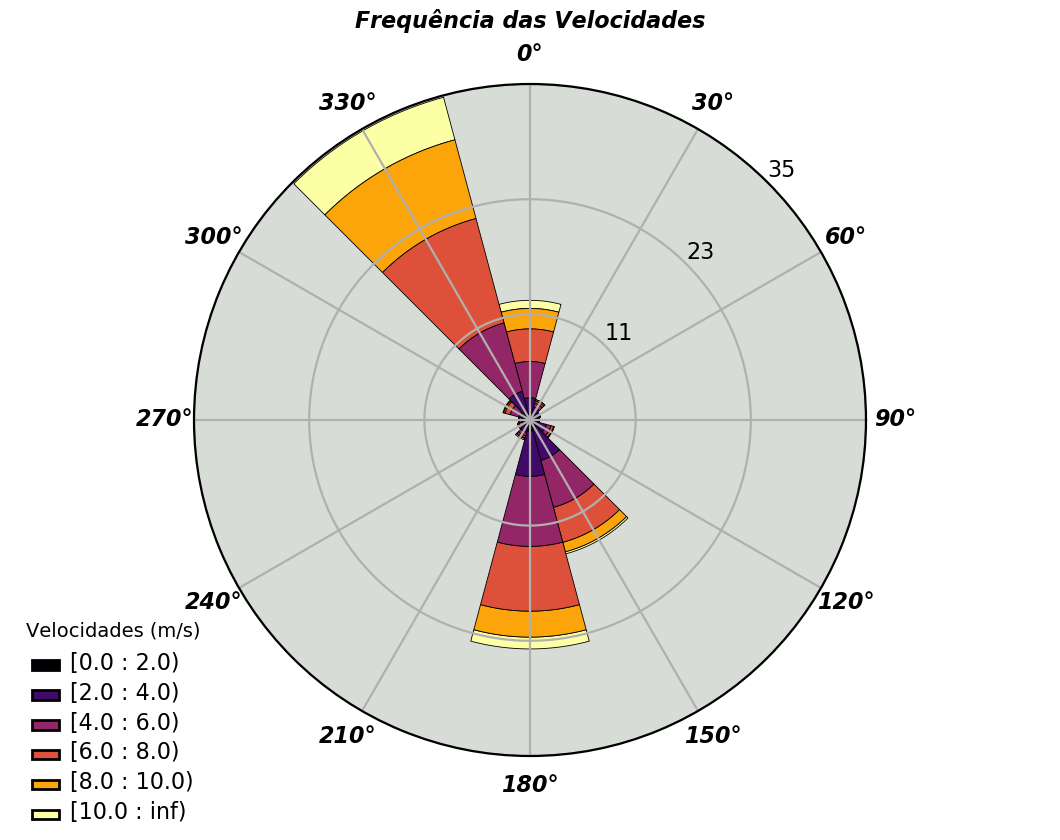 Frequência das Velocidades
0°
330°
30°
35
300°
60°
23
11
270°
90°
240°
120°
210°
150°
180°
Velocidades (m/s)
[0.0 : 2.0)
[2.0 : 4.0)
[4.0 : 6.0)
[6.0 : 8.0)
[8.0 : 10.0)
[10.0 : inf)